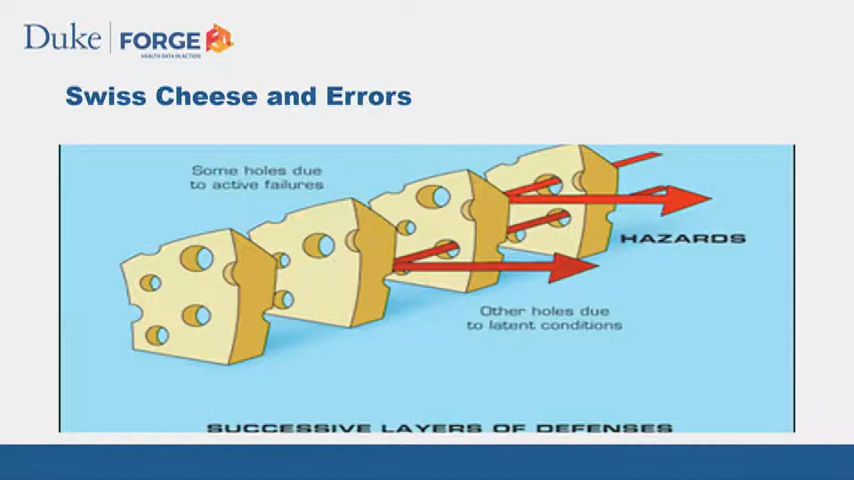 Duke FORGE
HEALTH DATA IN ACTION
Swiss Cheese and Errors
Some holes due
to active failures
HAZARDS
Other holes due
to latent conditions
SUCCESSIVE LAYERS OF DEFENSES